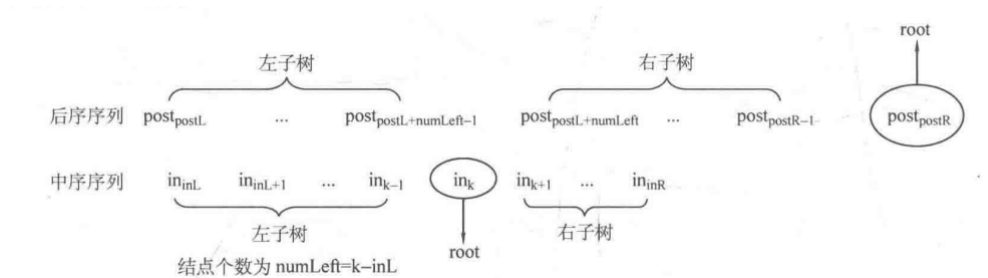 root
左子树 右子树
后序序列 post_postL ... post_postL+numLeft-1 post_postL+numLeft ... post_postR-1 post_postR
中序序列 in_inL in_inL+1 ... in_k-1 in_k in_k+1 ... in_inR
左子树 root 右子树
结点个数为 numLeft=k-inL